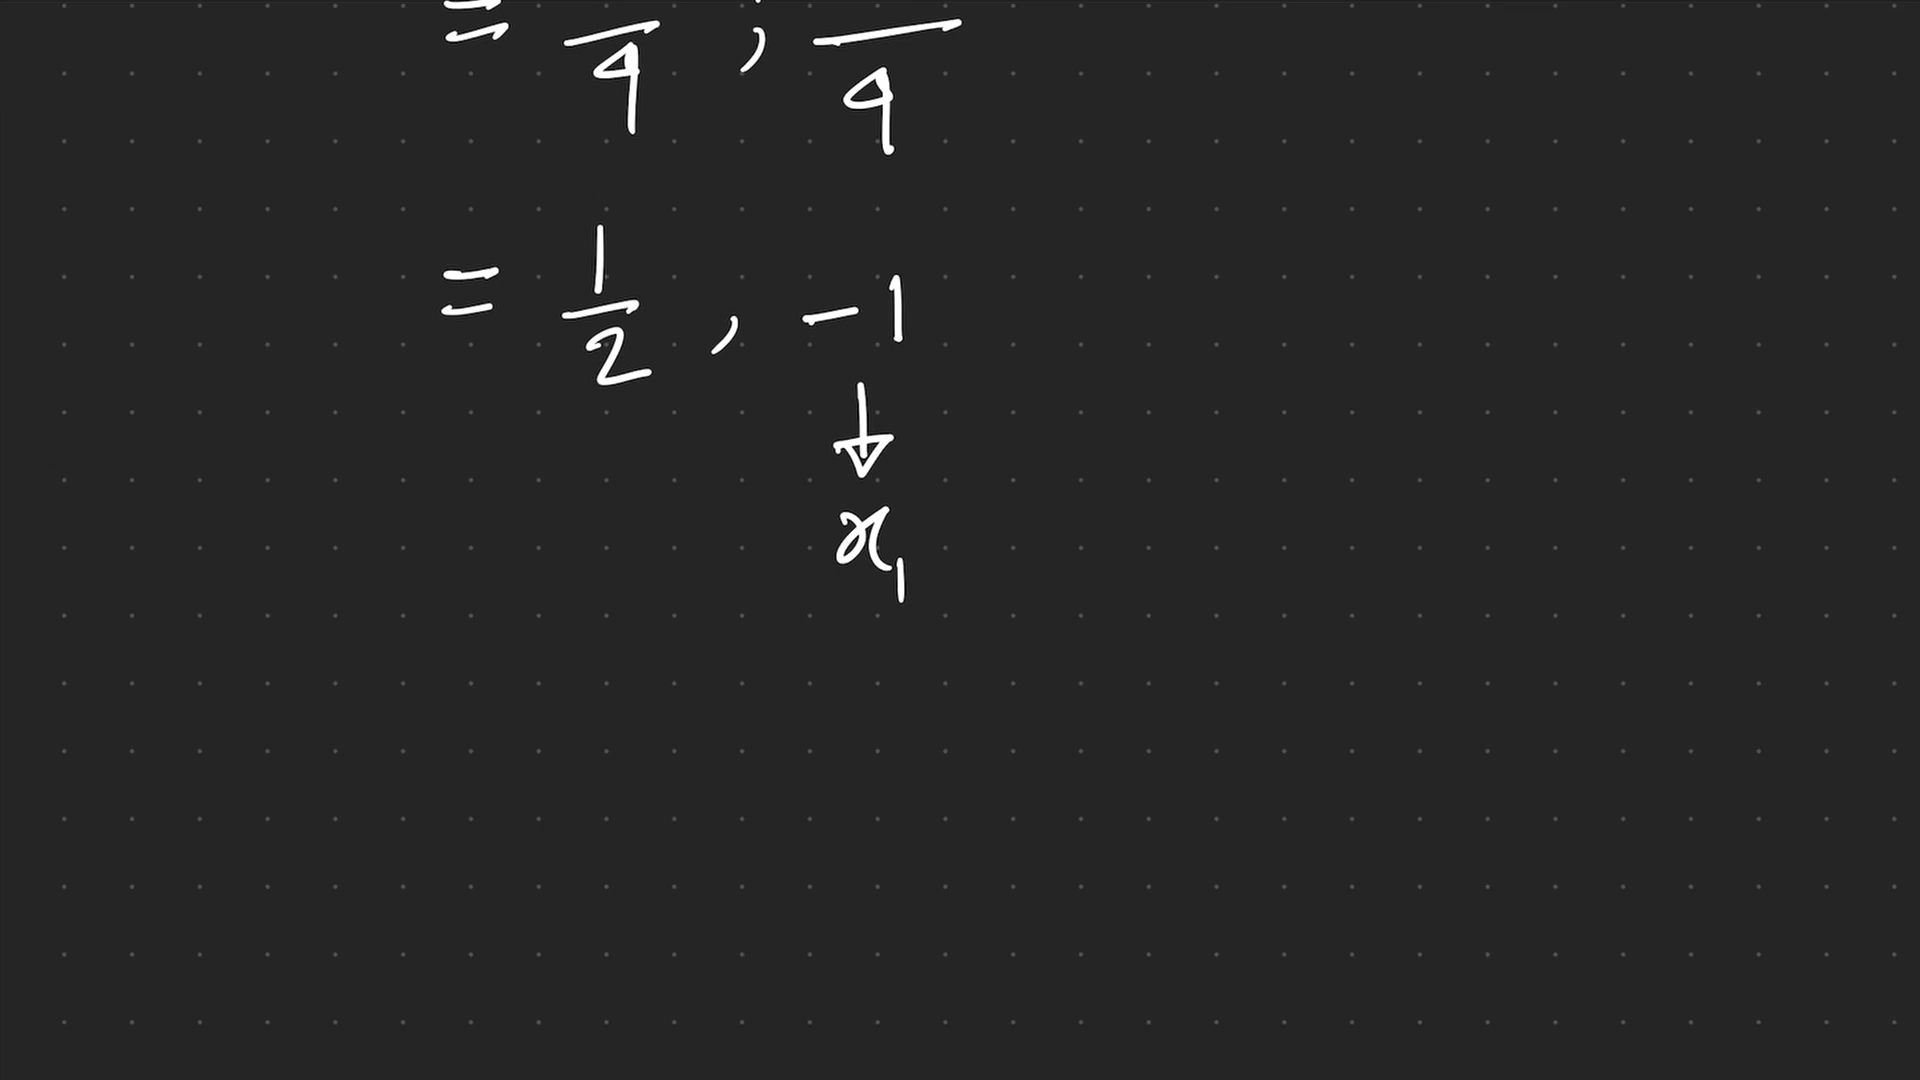 = /4 , /4
= 1/2 , -1
↓
x₁